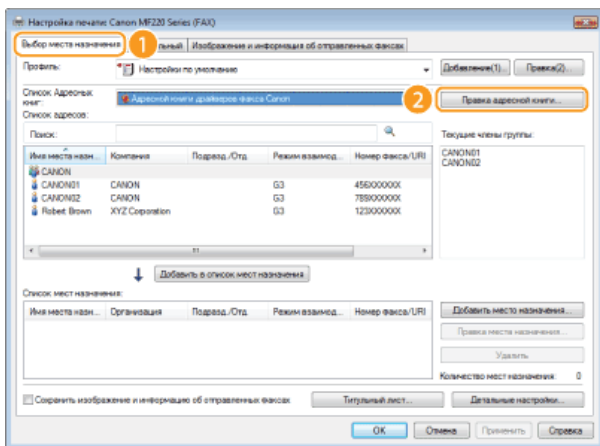 Настройка печати: Canon MF220 Series (FAX)
Выбор места назначения 1 льный Изображение и информация об отправленных факсах
Профиль: Настройки по умолчанию Добавление(1)... Правка(2)...
Список Адресных книг: Адресной книги драйверов факса Canon 2 Правка адресной книги...
Список адресов:
Поиск: Текущие члены группы:
Имя места назн... Компания Подразд./Отд. Режим взаимод... Номер факса/URI CANON01
CANON CANON02
CANON01 CANON G3 456XXXXXXX
CANON02 CANON G3 789XXXXXXX
Robert Brown XYZ Corporation G3 123XXXXXXX
Добавить в список мест назначения
Список мест назначения:
Имя места назн... Организация Подразд./Отд. Режим взаимод... Номер факса/URI Добавить место назначения...
Правка места назначения...
Удалить
Количество мест назначения: 0
Сохранить изображение и информацию об отправленных факсах Титульный лист... Детальные настройки...
OK Отмена Применить Справка